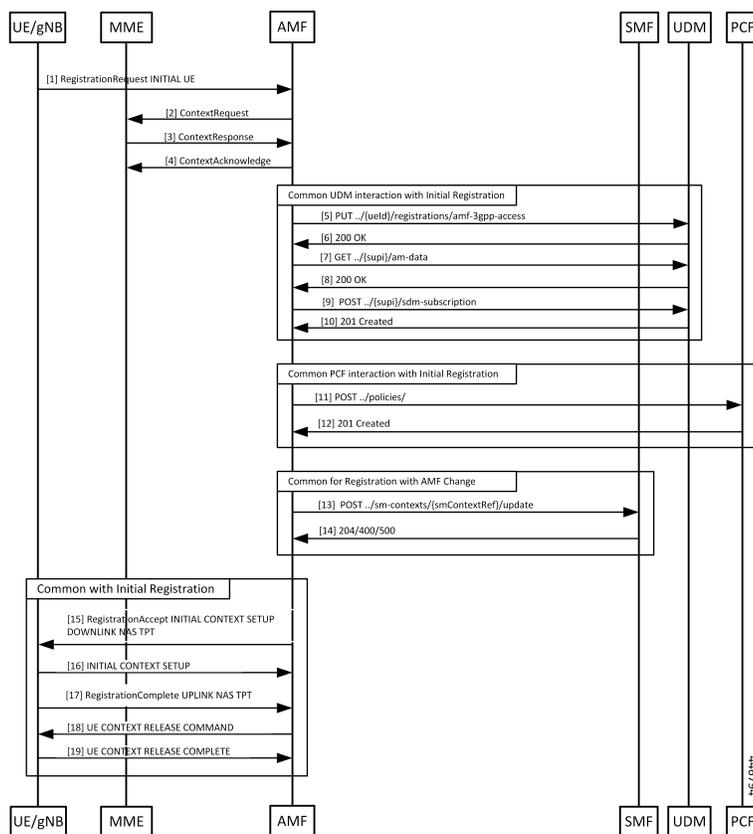 UE/gNB
MME
AMF
SMF
UDM
PCF
[1] RegistrationRequest INITIAL UE
[2] ContextRequest
[3] ContextResponse
[4] ContextAcknowledge
Common UDM interaction with Initial Registration
[5] PUT ../{ueId}/registrations/amf-3gpp-access
[6] 200 OK
[7] GET ../{supi}/am-data
[8] 200 OK
[9] POST ../{supi}/sdm-subscription
[10] 201 Created
Common PCF interaction with Initial Registration
[11] POST ../policies/
[12] 201 Created
Common for Registration with AMF Change
[13] POST ../sm-contexts/{smContextRef}/update
[14] 204/400/500
Common with Initial Registration
[15] RegistrationAccept INITIAL CONTEXT SETUP
DOWNLINK NAS TPT
[16] INITIAL CONTEXT SETUP
[17] RegistrationComplete UPLINK NAS TPT
[18] UE CONTEXT RELEASE COMMAND
[19] UE CONTEXT RELEASE COMPLETE
UE/gNB
MME
AMF
SMF
UDM
PCF